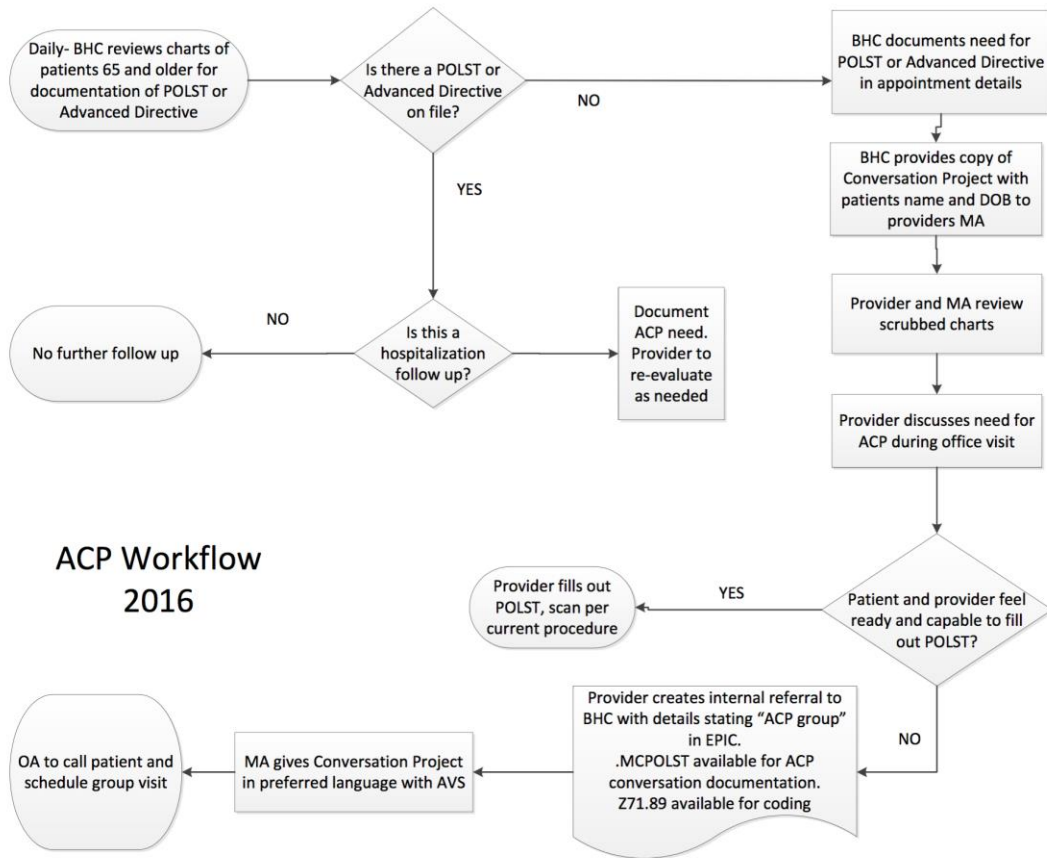 Daily- BHC reviews charts of
patients 65 and older for
documentation of POLST or
Advanced Directive
Is there a POLST or
Advanced Directive
on file?
NO
BHC documents need for
POLST or Advanced Directive
in appointment details
YES
BHC provides copy of
Conversation Project with
patients name and DOB to
providers MA
Provider and MA review
scrubbed charts
No further follow up
NO
Is this a
hospitalization
follow up?
Document
ACP need.
Provider to
re-evaluate
as needed
Provider discusses need for
ACP during office visit
ACP Workflow
2016
Provider fills out
POLST, scan per
current procedure
YES
Patient and provider feel
ready and capable to fill
out POLST?
NO
Provider creates internal referral to
BHC with details stating “ACP group”
in EPIC.
.MCPOLST available for ACP
conversation documentation.
Z71.89 available for coding
MA gives Conversation Project
in preferred language with AVS
OA to call patient and
schedule group visit